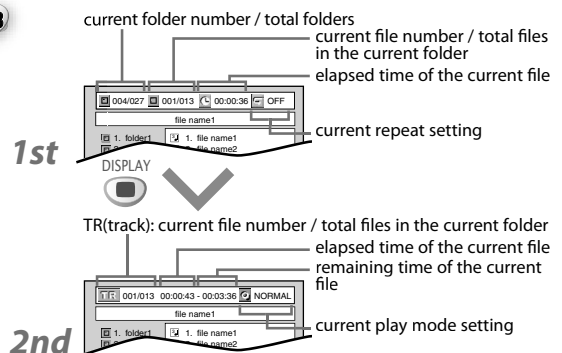 current folder number / total folders
current file number / total files
in the current folder
elapsed time of the current file
004/027 001/013 00:00:36 OFF
file name1
current repeat setting
1. folder1 1. file name1
2. file name2
1st
DISPLAY
TR(track): current file number / total files in the current folder
elapsed time of the current file
remaining time of the current
file
TR 001/013 00:00:43 - 00:03:36 NORMAL
file name1
current play mode setting
1. folder1 1. file name1
file name2
2nd